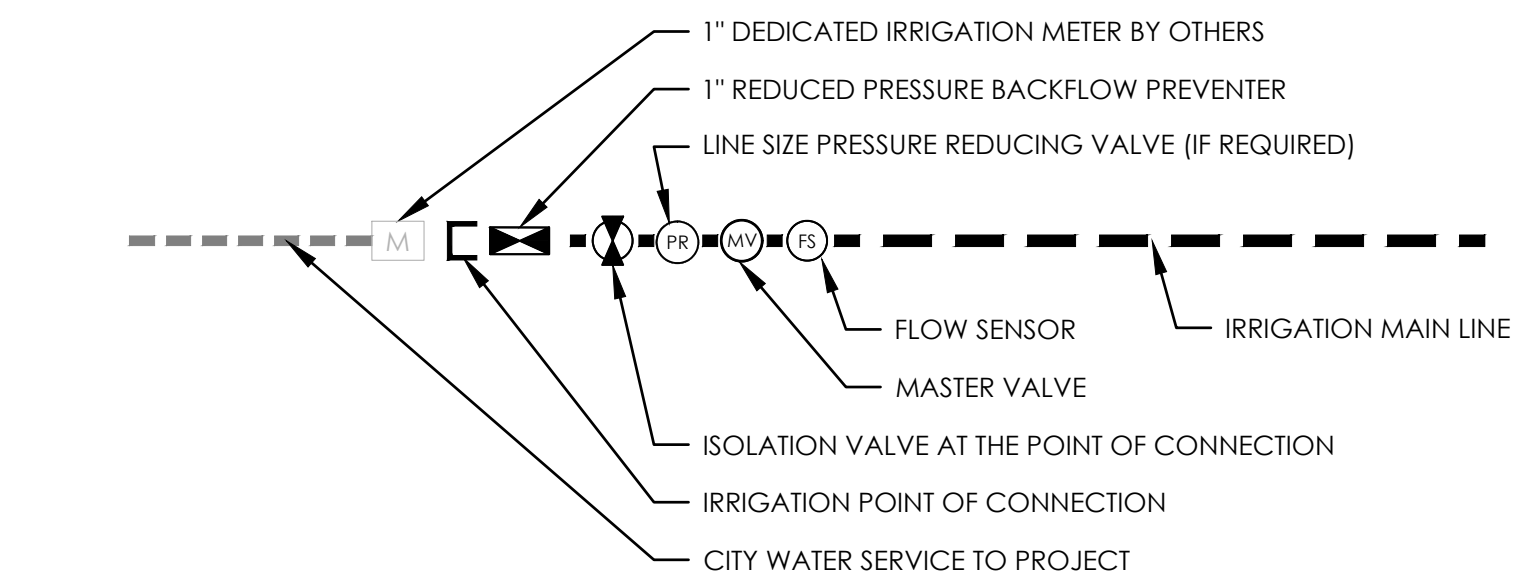 1" DEDICATED IRRIGATION METER BY OTHERS
1" REDUCED PRESSURE BACKFLOW PREVENTER
LINE SIZE PRESSURE REDUCING VALVE (IF REQUIRED)
M
PR
MV
FS
FLOW SENSOR
IRRIGATION MAIN LINE
MASTER VALVE
ISOLATION VALVE AT THE POINT OF CONNECTION
IRRIGATION POINT OF CONNECTION
CITY WATER SERVICE TO PROJECT